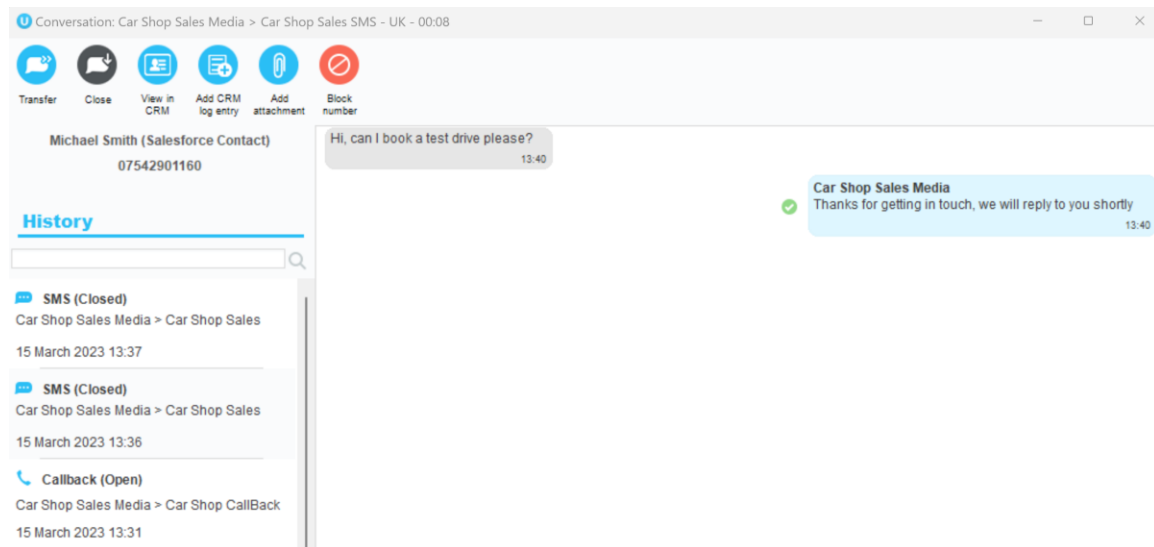 Conversation: Car Shop Sales Media > Car Shop Sales SMS - UK - 00:08
Transfer
Close
View in
CRM
Add CRM
log entry
Add
attachment
Block
number
Michael Smith (Salesforce Contact)
07542901160
History
SMS (Closed)
Car Shop Sales Media > Car Shop Sales
15 March 2023 13:37
SMS (Closed)
Car Shop Sales Media > Car Shop Sales
15 March 2023 13:36
Callback (Open)
Car Shop Sales Media > Car Shop CallBack
15 March 2023 13:31
Hi, can I book a test drive please?
13:40
Car Shop Sales Media
Thanks for getting in touch, we will reply to you shortly
13:40